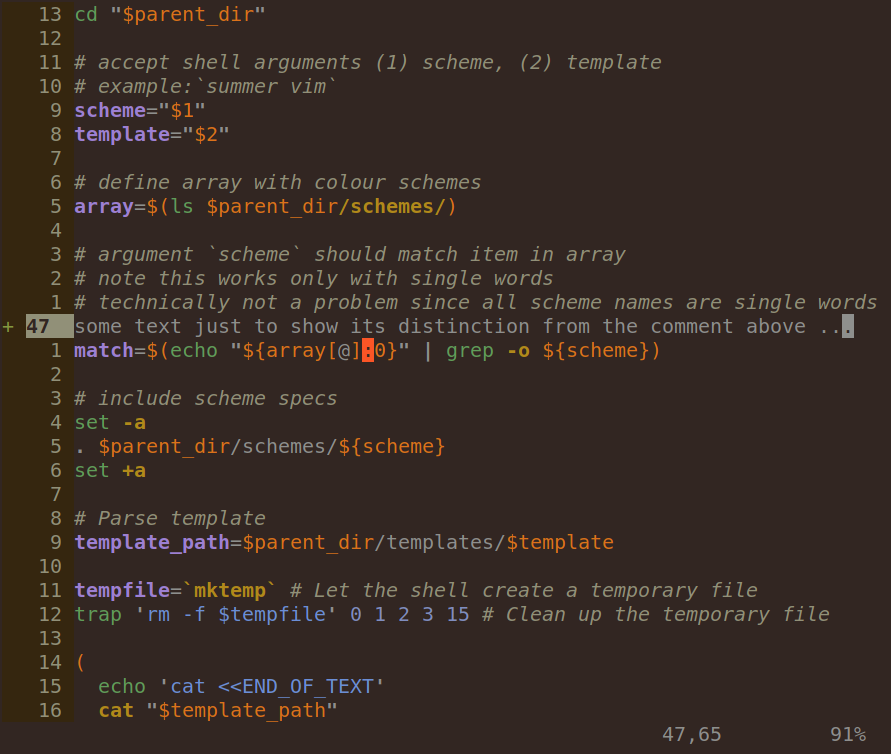 13 cd "$parent_dir"
12
11 # accept shell arguments (1) scheme, (2) template
10 # example:`summer vim`
9 scheme="$1"
8 template="$2"
7
6 # define array with colour schemes
5 array=$(ls $parent_dir/schemes/)
4
3 # argument `scheme` should match item in array
2 # note this works only with single words
1 # technically not a problem since all scheme names are single words
+ 47 some text just to show its distinction from the comment above ...
1 match=$(echo "${array[@]:0}" | grep -o ${scheme})
2
3 # include scheme specs
4 set -a
5 . $parent_dir/schemes/${scheme}
6 set +a
7
8 # Parse template
9 template_path=$parent_dir/templates/$template
10
11 tempfile=`mktemp` # Let the shell create a temporary file
12 trap 'rm -f $tempfile' 0 1 2 3 15 # Clean up the temporary file
13
14 (
15   echo 'cat <<END_OF_TEXT'
16   cat "$template_path"
47,65 91%